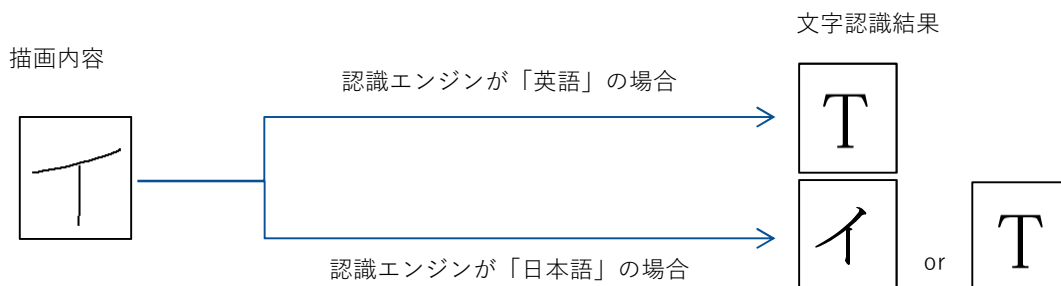 文字認識結果
描画内容
認識エンジンが「英語」の場合
T
イ
認識エンジンが「日本語」の場合
イ or T